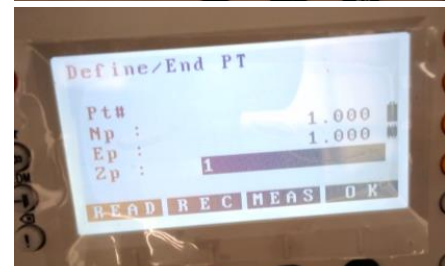 Define/End PT
Pt#
Np : 1.000
Ep : 1.000
Zp : 1
READ REC MEAS OK